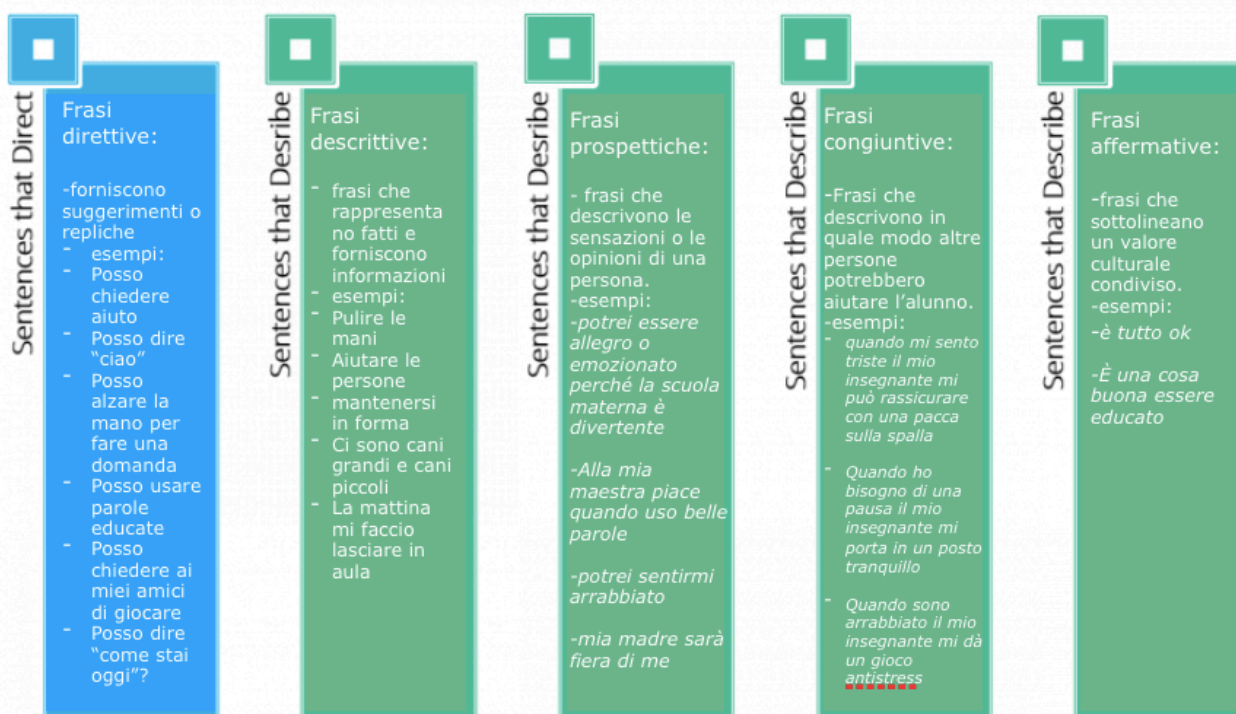 Sentences that Direct
Frasi
direttive:
-forniscono
suggerimenti o
repliche
- esempi:
- Posso
chiedere
aiuto
- Posso dire
“ciao”
- Posso
alzare la
mano per
fare una
domanda
- Posso usare
parole
educate
- Posso
chiedere ai
miei amici
di giocare
- Posso dire
“come stai
oggi”?
Sentences that Desribe
Frasi
descrittive:
- frasi che
rappresenta
no fatti e
forniscono
informazioni
- esempi:
- Pulire le
mani
- Aiutare le
persone
- mantenersi
in forma
- Ci sono cani
grandi e cani
piccoli
- La mattina
mi faccio
lasciare in
aula
Sentences that Desribe
Frasi
prospettiche:
- frasi che
descrivono le
sensazioni o le
opinioni di una
persona.
-esempi:
-potrei essere
allegro o
emozionato
perché la scuola
materna è
divertente
-Alla mia
maestra piace
quando uso belle
parole
-potrei sentirmi
arrabbiato
-mia madre sarà
fiera di me
Sentences that Describe
Frasi
congiuntive:
-Frasi che
descrivono in
quale modo altre
persone
potrebbero
aiutare l’alunno.
-esempi:
- quando mi sento
triste il mio
insegnante mi
può rassicurare
con una pacca
sulla spalla
- Quando ho
bisogno di una
pausa il mio
insegnante mi
porta in un posto
tranquillo
- Quando sono
arrabbiato il mio
insegnante mi dà
un gioco
antistress
Sentences that Describe
Frasi
affermative:
-frasi che
sottolineano
un valore
culturale
condiviso.
-esempi:
-è tutto ok
-È una cosa
buona essere
educato